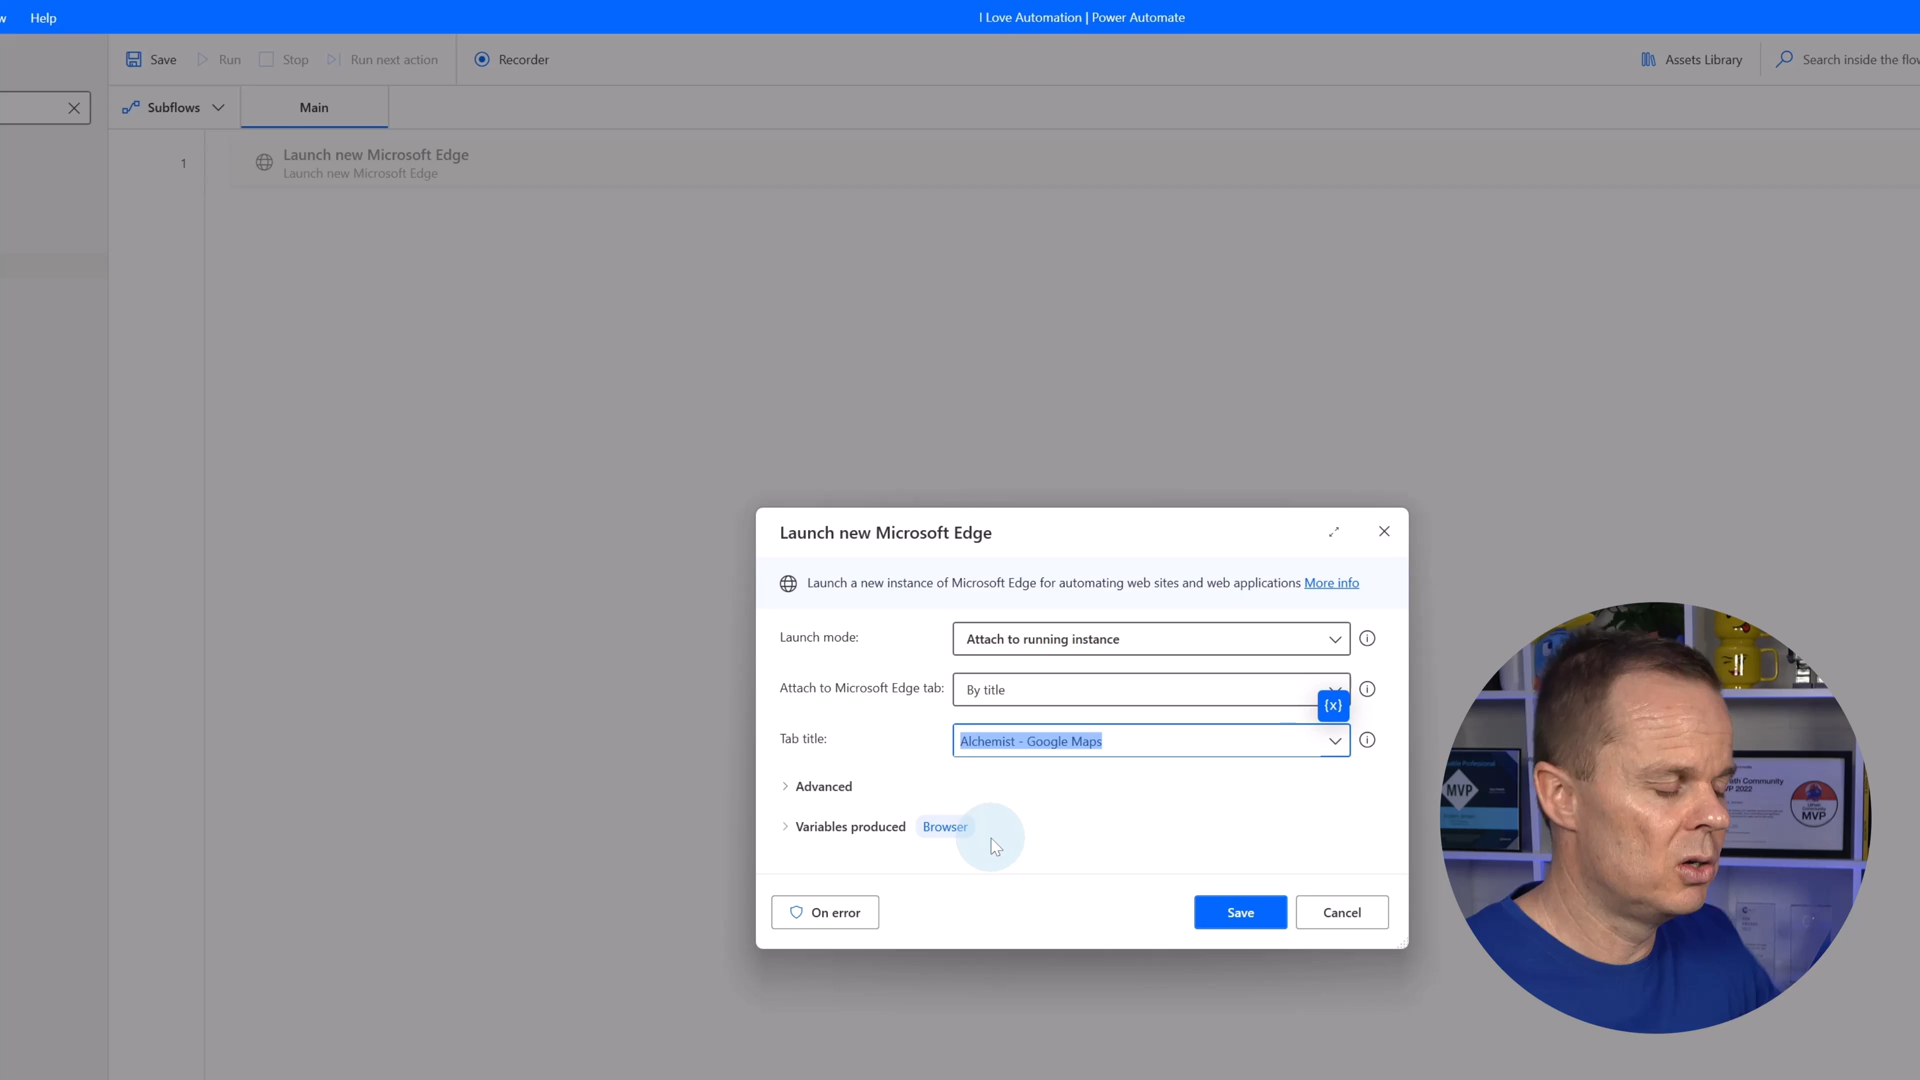 w Help
I Love Automation | Power Automate
Save Run Stop Run next action Recorder
Assets Library Search inside the flow
Subflows Main
1
Launch new Microsoft Edge
Launch new Microsoft Edge
Launch new Microsoft Edge
Launch a new instance of Microsoft Edge for automating web sites and web applications More info
Launch mode: Attach to running instance
Attach to Microsoft Edge tab: By title
{x}
Tab title: Alchemist - Google Maps
Advanced
Variables produced Browser
On error Save Cancel
MVP
MVP 2022
MVP